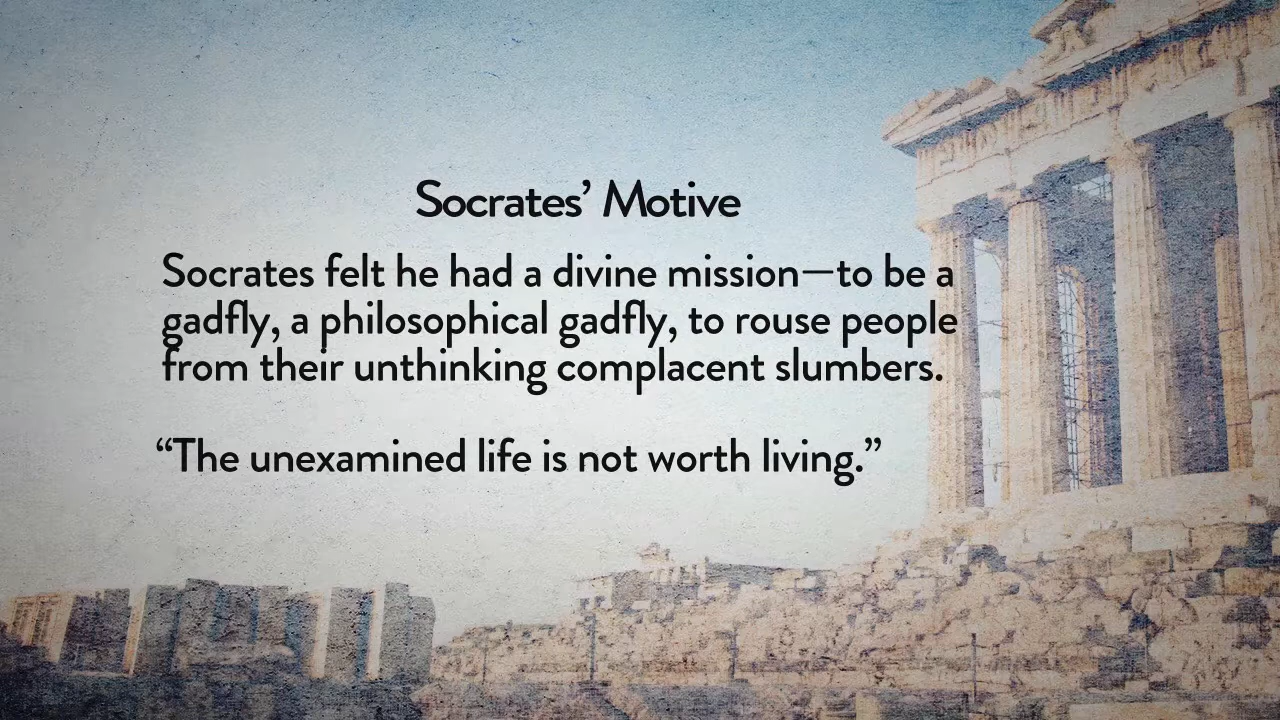 Socrates’ Motive
Socrates felt he had a divine mission—to be a
gadfly, a philosophical gadfly, to rouse people
from their unthinking complacent slumbers.
“The unexamined life is not worth living.”